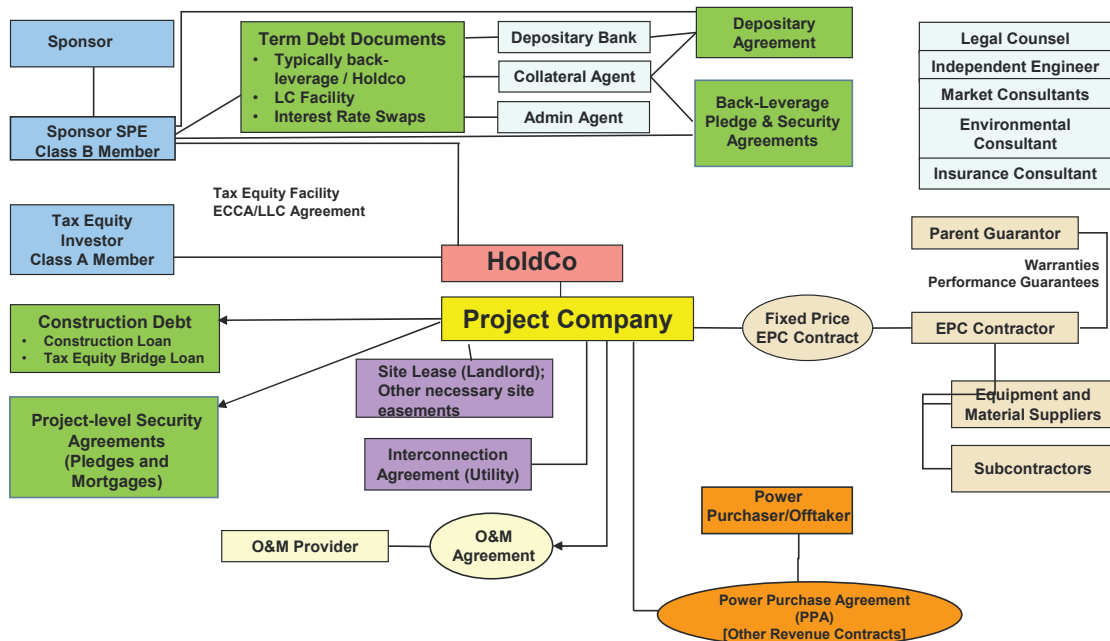 Sponsor
Sponsor SPE
Class B Member
Term Debt Documents
• Typically back-
leverage / Holdco
• LC Facility
• Interest Rate Swaps
Depositary Bank
Collateral Agent
Admin Agent
Depositary
Agreement
Back-Leverage
Pledge & Security
Agreements
Legal Counsel
Independent Engineer
Market Consultants
Environmental
Consultant
Insurance Consultant
Tax Equity Facility
ECCA/LLC Agreement
Tax Equity
Investor
Class A Member
HoldCo
Project Company
Parent Guarantor
Warranties
Performance Guarantees
Fixed Price
EPC Contract
EPC Contractor
Equipment and
Material Suppliers
Subcontractors
Construction Debt
• Construction Loan
• Tax Equity Bridge Loan
Project-level Security
Agreements
(Pledges and
Mortgages)
Site Lease (Landlord);
Other necessary site
easements
Interconnection
Agreement (Utility)
O&M Provider
O&M
Agreement
Power
Purchaser/Offtaker
Power Purchase Agreement
(PPA)
[Other Revenue Contracts]